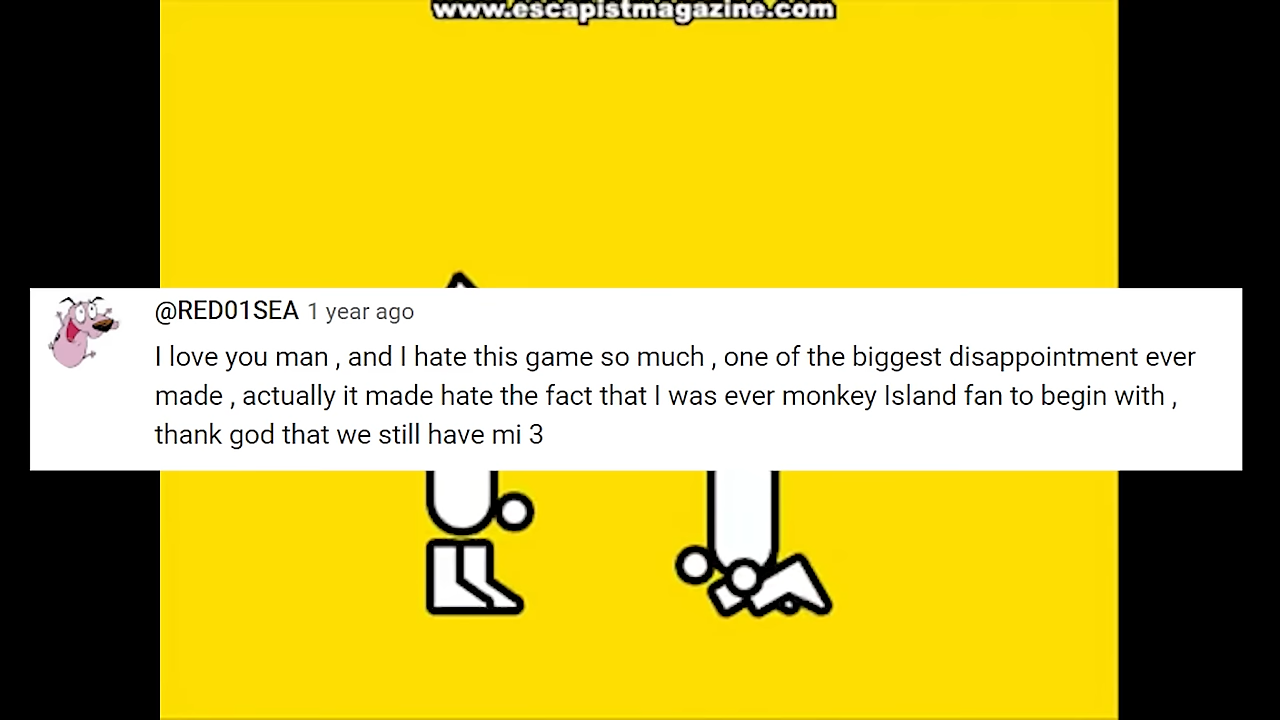 www.escapistmagazine.com
@RED01SEA 1 year ago
I love you man , and I hate this game so much , one of the biggest disappointment ever
made , actually it made hate the fact that I was ever monkey Island fan to begin with ,
thank god that we still have mi 3